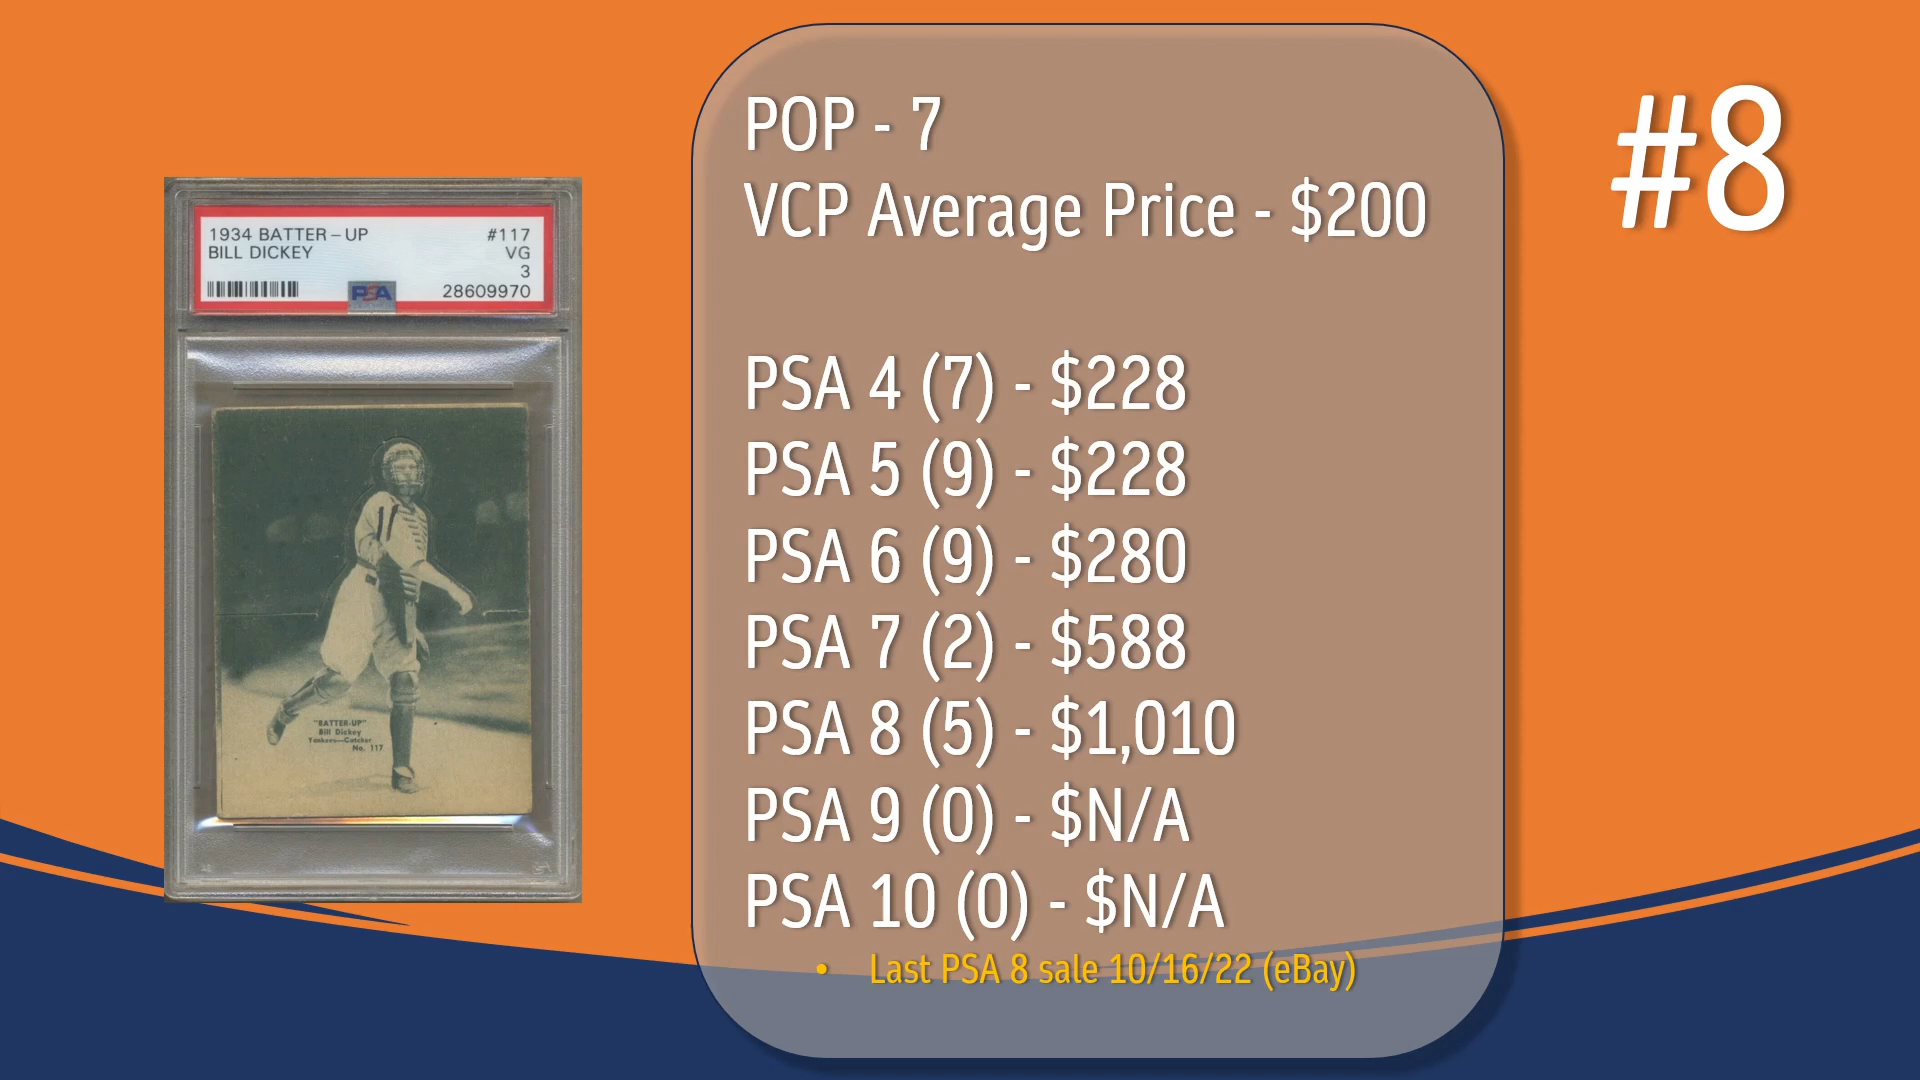 #8
POP - 7
VCP Average Price - $200
PSA 4 (7) - $228
PSA 5 (9) - $228
PSA 6 (9) - $280
PSA 7 (2) - $588
PSA 8 (5) - $1,010
PSA 9 (0) - $N/A
PSA 10 (0) - $N/A
• Last PSA 8 sale 10/16/22 (eBay)
1934 BATTER-UP #117
BILL DICKEY VG
3
PSA 28609970
"BATTER-UP"
Bill Dickey
Yankees—Catcher
No. 117